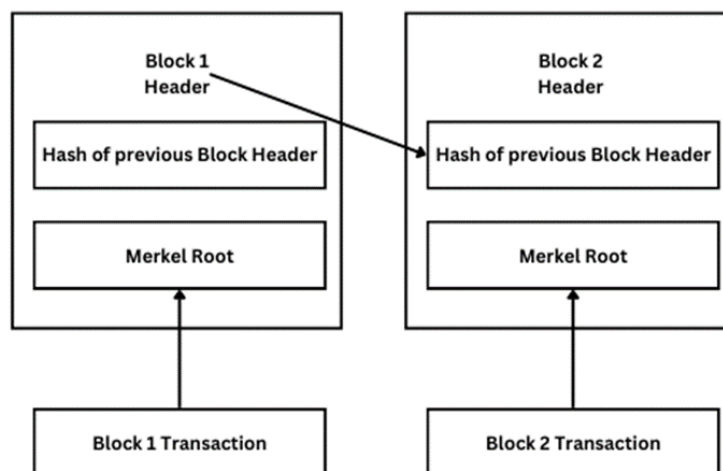 Block 1
Header
Hash of previous Block Header
Merkel Root
Block 1 Transaction
Block 2
Header
Hash of previous Block Header
Merkel Root
Block 2 Transaction